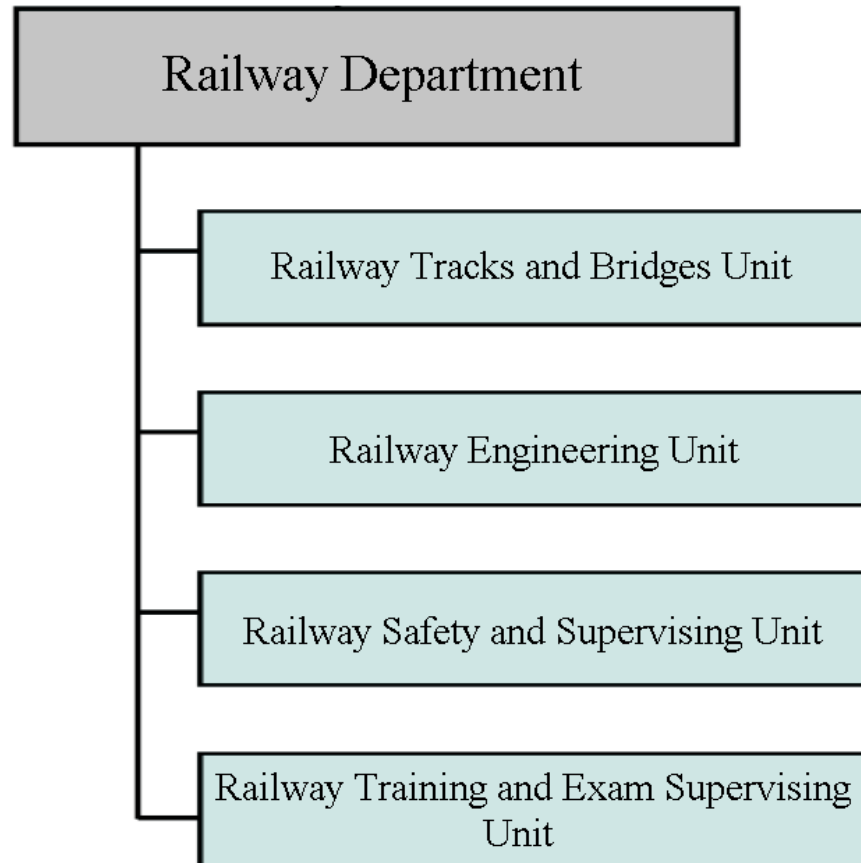 Railway Department
Railway Tracks and Bridges Unit
Railway Engineering Unit
Railway Safety and Supervising Unit
Railway Training and Exam Supervising
Unit